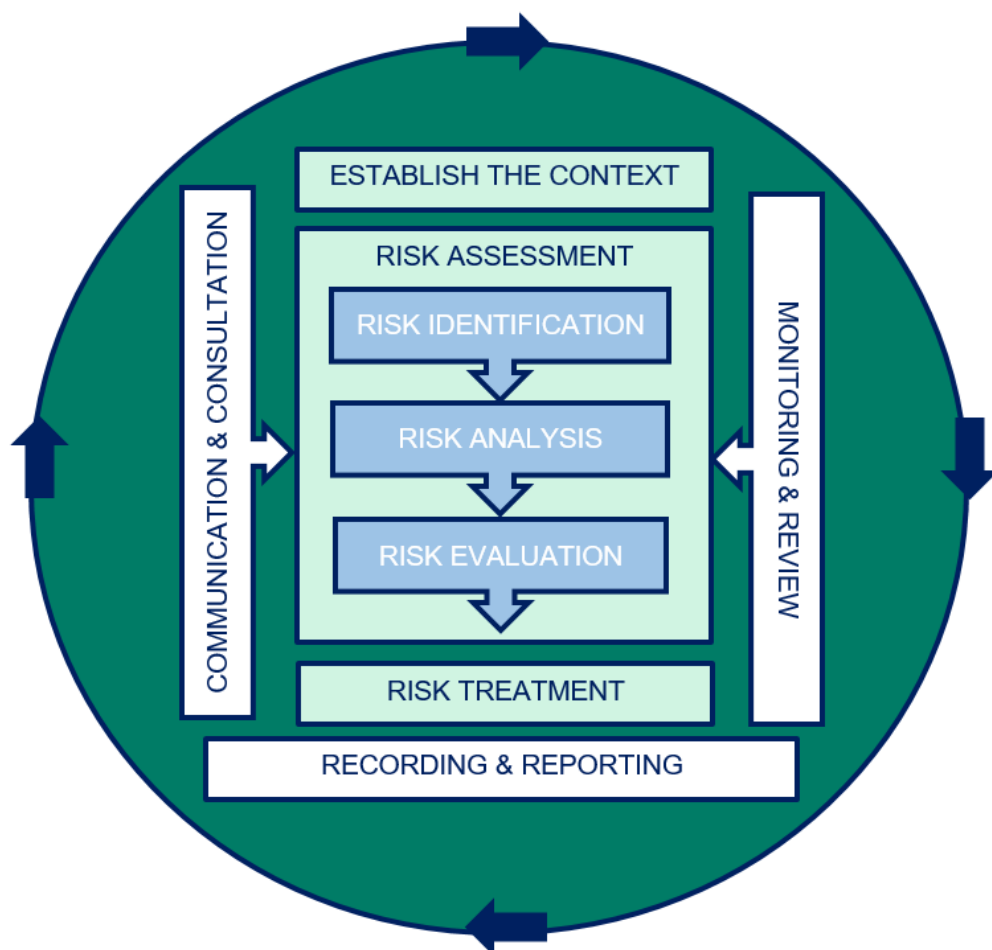 ESTABLISH THE CONTEXT
COMMUNICATION & CONSULTATION
RISK ASSESSMENT
RISK IDENTIFICATION
RISK ANALYSIS
RISK EVALUATION
MONITORING & REVIEW
RISK TREATMENT
RECORDING & REPORTING